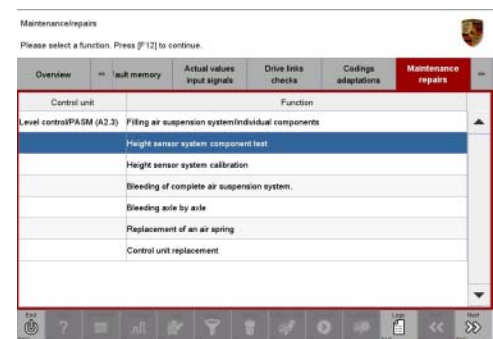 Maintenance/repairs
Please select a function. Press [F12] to continue.
Overview
'ault memory
Actual values
input signals
Drive links
checks
Codings
adaptations
Maintenance
repairs
Control unit Function
Level control/PASM (A2.3) Filling air suspension system/individual components
Height sensor system component test
Height sensor system calibration
Bleeding of complete air suspension system.
Bleeding axle by axle
Replacement of an air spring
Control unit replacement
End ? Logs Next